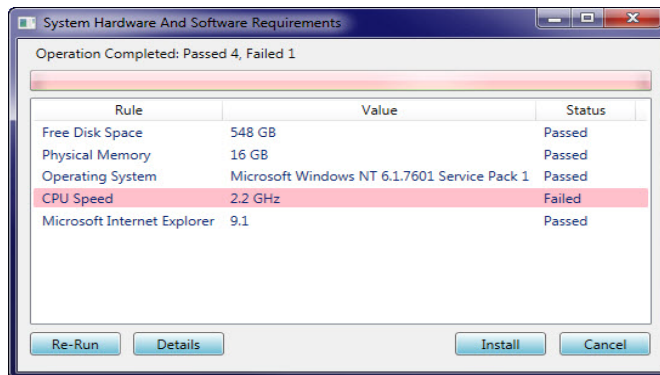 System Hardware And Software Requirements
Operation Completed: Passed 4, Failed 1
Rule Value Status
Free Disk Space 548 GB Passed
Physical Memory 16 GB Passed
Operating System Microsoft Windows NT 6.1.7601 Service Pack 1 Passed
CPU Speed 2.2 GHz Failed
Microsoft Internet Explorer 9.1 Passed
Re-Run Details Install Cancel